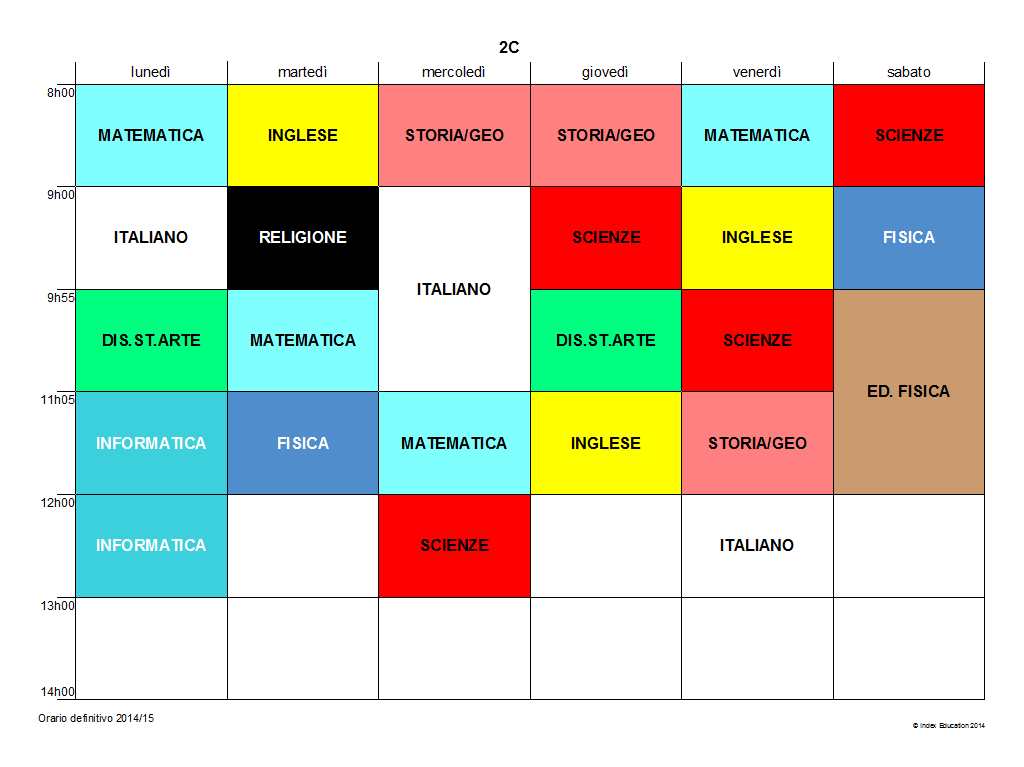 2C
lunedì martedì mercoledì giovedì venerdì sabato
8h00
MATEMATICA INGLESE STORIA/GEO STORIA/GEO MATEMATICA SCIENZE
9h00
ITALIANO RELIGIONE SCIENZE INGLESE FISICA
ITALIANO
9h55
DIS.ST.ARTE MATEMATICA DIS.ST.ARTE SCIENZE
ED. FISICA
11h05
INFORMATICA FISICA MATEMATICA INGLESE STORIA/GEO
12h00
INFORMATICA SCIENZE ITALIANO
13h00
14h00
Orario definitivo 2014/15
© Index Education 2014